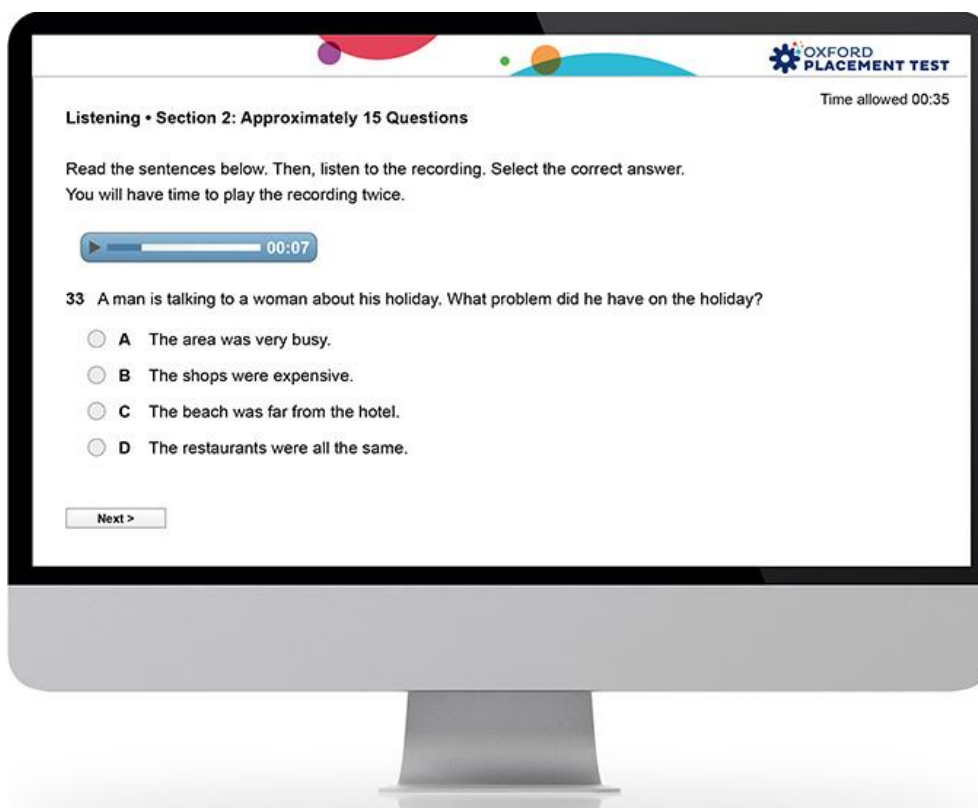 OXFORD
PLACEMENT TEST
Time allowed 00:35
Listening • Section 2: Approximately 15 Questions
Read the sentences below. Then, listen to the recording. Select the correct answer.
You will have time to play the recording twice.
00:07
33 A man is talking to a woman about his holiday. What problem did he have on the holiday?
A The area was very busy.
B The shops were expensive.
C The beach was far from the hotel.
D The restaurants were all the same.
Next >